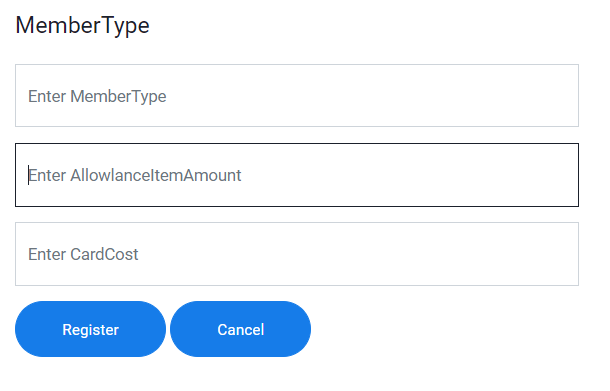 MemberType
Enter MemberType
Enter AllowlanceItemAmount
Enter CardCost
Register Cancel